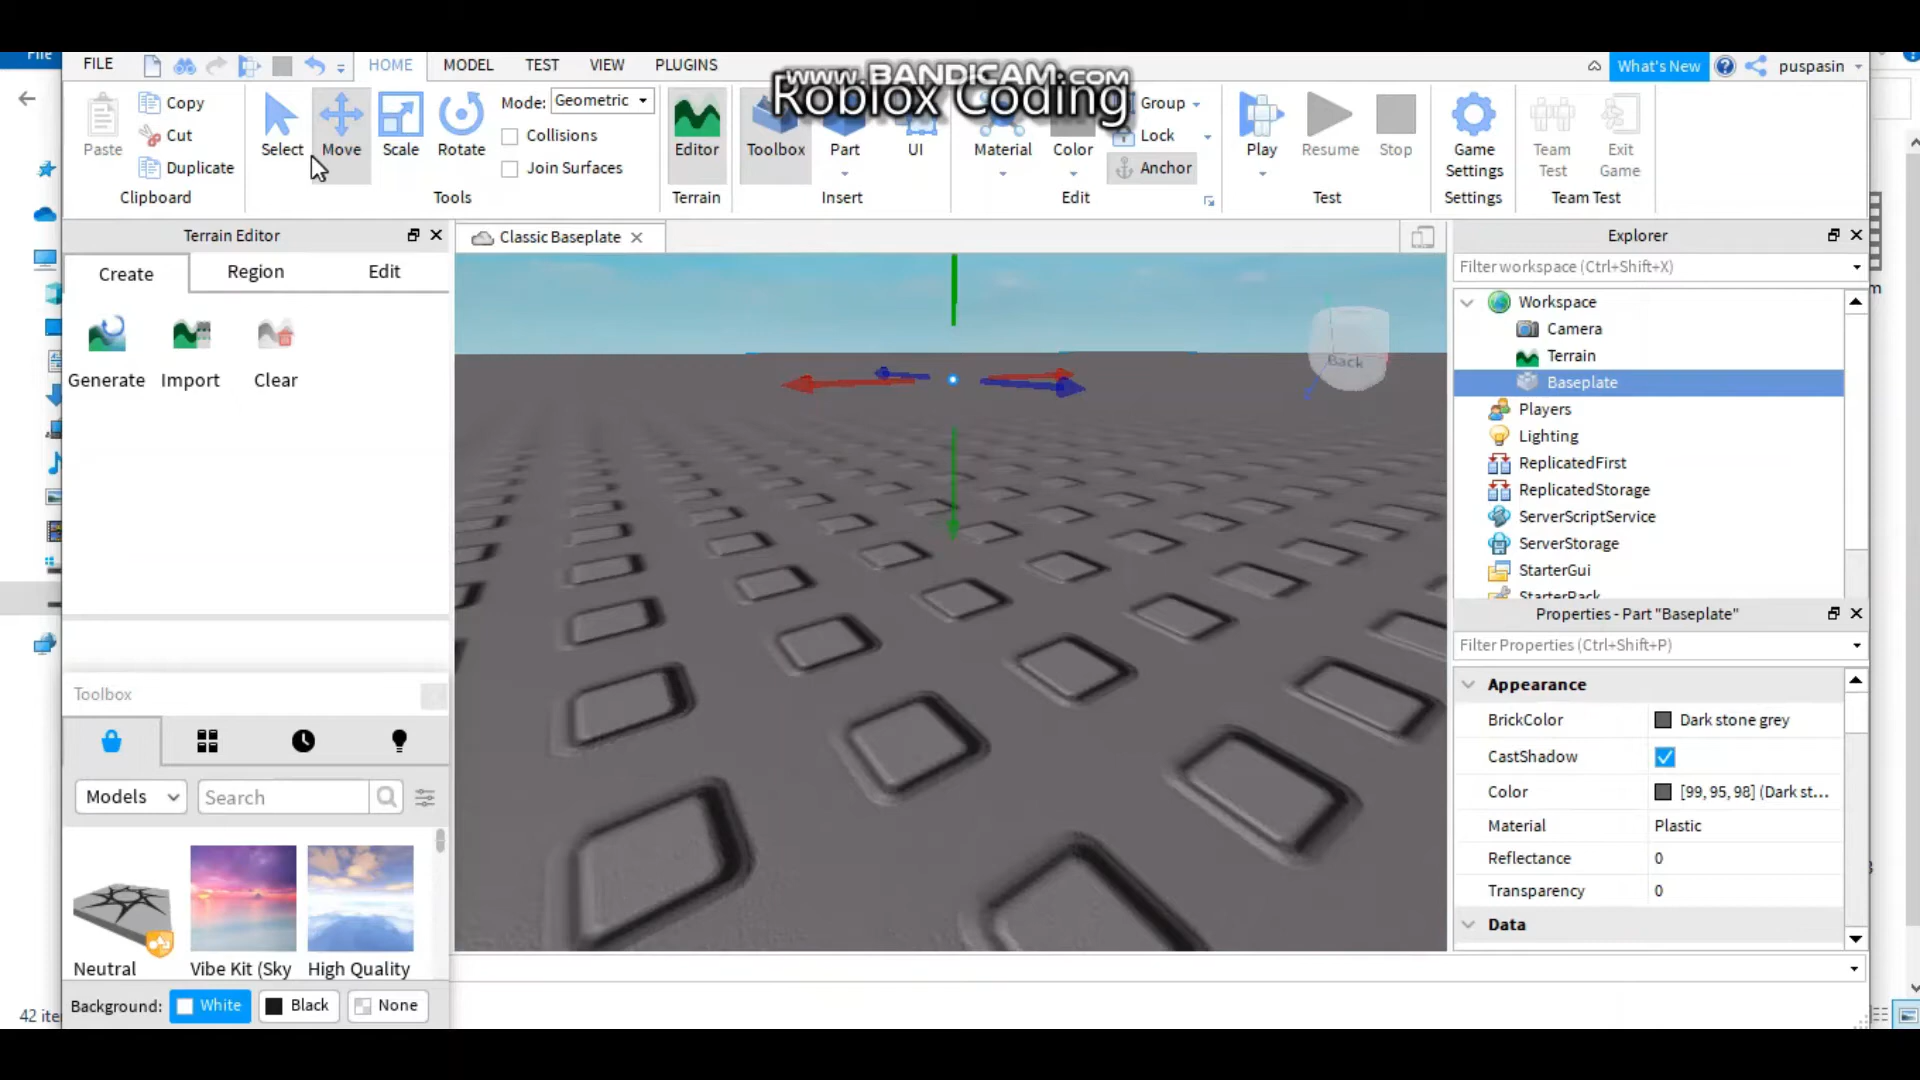 File
FILE
HOME
MODEL
TEST
VIEW
PLUGINS
www.BANDICAM.com
Roblox Coding
What's New
puspasin
Paste
Copy
Cut
Duplicate
Clipboard
Select
Move
Scale
Rotate
Mode: Geometric
Collisions
Join Surfaces
Tools
Editor
Terrain
Toolbox
Part
UI
Insert
Material
Color
Group
Lock
Anchor
Edit
Play
Resume
Stop
Test
Game Settings
Settings
Team Test
Exit Game
Team Test
Terrain Editor
Create
Region
Edit
Generate
Import
Clear
Classic Baseplate
Back
Explorer
Filter workspace (Ctrl+Shift+X)
Workspace
Camera
Terrain
Baseplate
Players
Lighting
ReplicatedFirst
ReplicatedStorage
ServerScriptService
ServerStorage
StarterGui
StarterPack
Properties - Part "Baseplate"
Filter Properties (Ctrl+Shift+P)
Appearance
BrickColor Dark stone grey
CastShadow
Color [99, 95, 98] (Dark st...
Material Plastic
Reflectance 0
Transparency 0
Data
Toolbox
Models
Search
Neutral
Vibe Kit (Sky
High Quality
Background: White Black None
42 ite